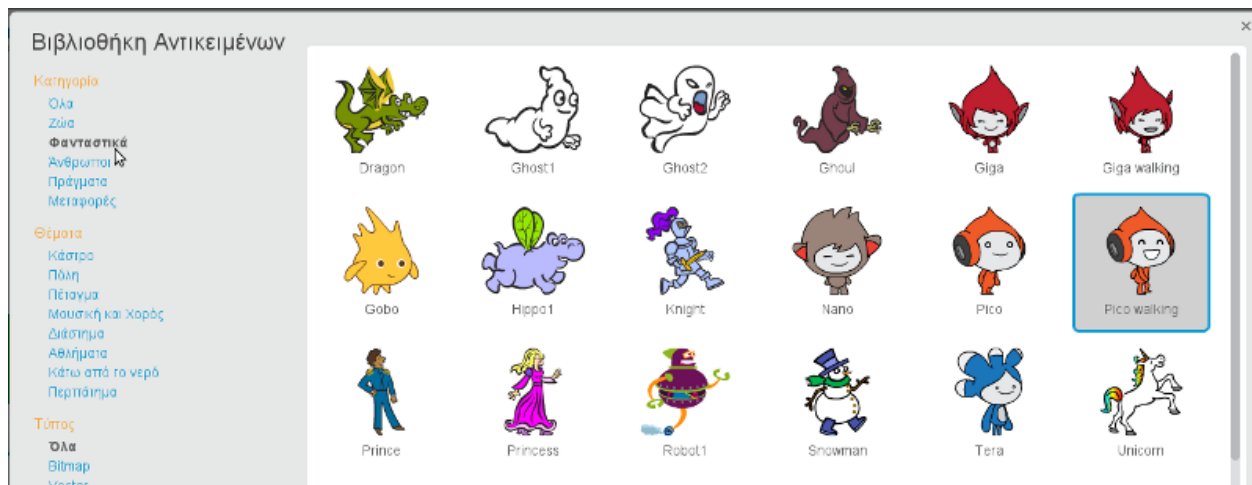 Βιβλιοθήκη Αντικειμένων
Κατηγορία
Όλα
Ζώα
Φανταστικά
Άνθρωποι
Πράγματα
Μεταφορές
Θέματα
Κάστρο
Πόλη
Πέταγμα
Μουσική και Χορός
Διάστημα
Αθλήματα
Κάτω από το νερό
Περπάτημα
Τύπος
Όλα
Bitmap
Vector
Dragon Ghost1 Ghost2 Ghoul Giga Giga walking
Gobo Hippo1 Knight Nano Pico Pico walking
Prince Princess Robot1 Snowman Tera Unicorn